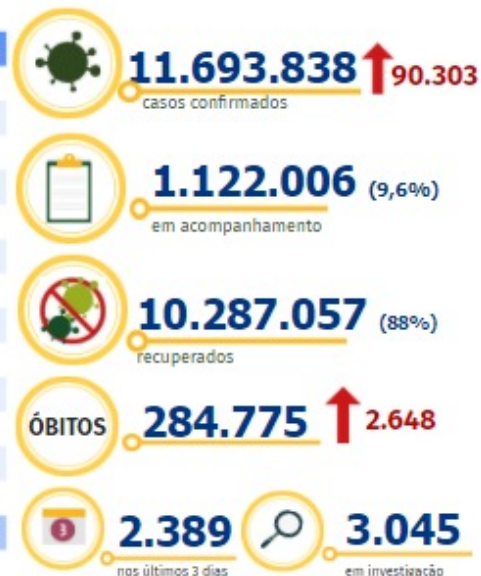 11.693.838 90.303
casos confirmados
1.122.006 (9,6%)
em acompanhamento
10.287.057 (88%)
recuperados
ÓBITOS 284.775 2.648
3 2.389 3.045
nos últimos 3 dias em investigação